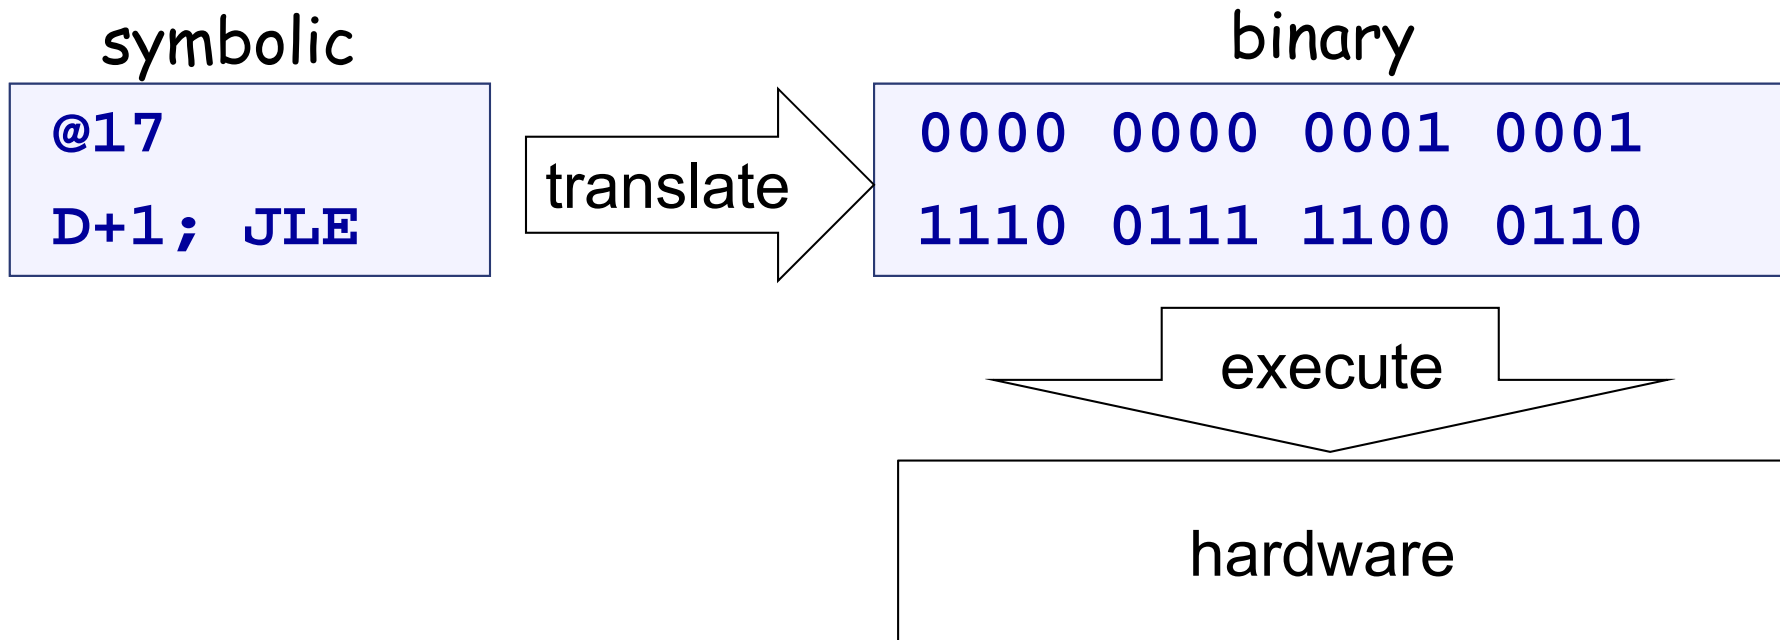 symbolic
@17
D+1; JLE
translate
binary
0000 0000 0001 0001
1110 0111 1100 0110
execute
hardware